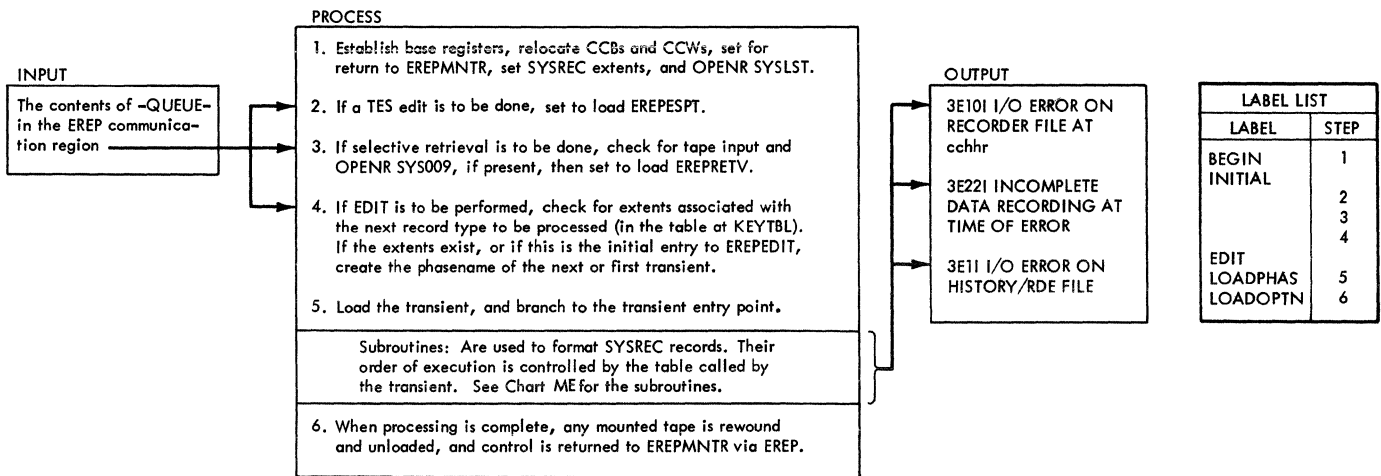 PROCESS
1. Establish base registers, relocate CCBs and CCWs, set for
return to EREPMNTR, set SYSREC extents, and OPENR SYSLST.
INPUT
The contents of -QUEUE-
in the EREP communica-
tion region
2. If a TES edit is to be done, set to load EREPESPT.
3. If selective retrieval is to be done, check for tape input and
OPENR SYS009, if present, then set to load EREPRETV.
4. If EDIT is to be performed, check for extents associated with
the next record type to be processed (in the table at KEYTBL).
If the extents exist, or if this is the initial entry to EREPEDIT,
create the phasename of the next or first transient.
5. Load the transient, and branch to the transient entry point.
Subroutines: Are used to format SYSREC records. Their
order of execution is controlled by the table called by
the transient. See Chart ME for the subroutines.
6. When processing is complete, any mounted tape is rewound
and unloaded, and control is returned to EREPMNTR via EREP.
OUTPUT
3E10I I/O ERROR ON
RECORDER FILE AT
cchhr
3E22I INCOMPLETE
DATA RECORDING AT
TIME OF ERROR
3E1I I/O ERROR ON
HISTORY/RDE FILE
LABEL LIST
LABEL STEP
BEGIN 1
INITIAL
2
3
4
EDIT
LOADPHAS 5
LOADOPTN 6